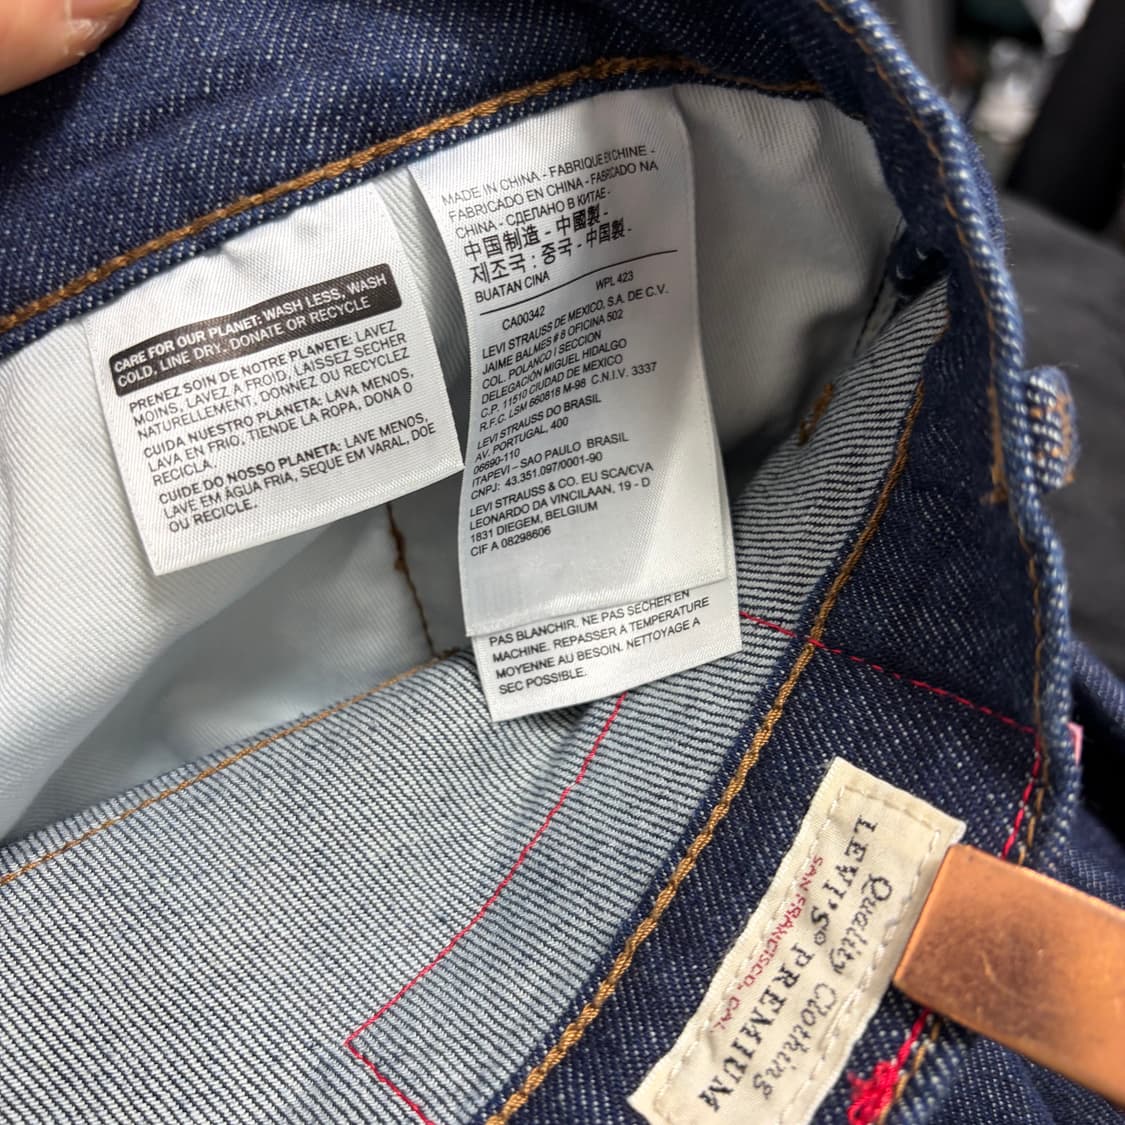 CARE FOR OUR PLANET: WASH LESS, WASH
COLD, LINE DRY, DONATE OR RECYCLE
PRENEZ SOIN DE NOTRE PLANÈTE: LAVEZ
MOINS, LAVEZ À FROID, LAISSEZ SÉCHER
NATURELLEMENT, DONNEZ OU RECYCLEZ
CUIDA NUESTRO PLANETA: LAVA MENOS,
LAVA EN FRIO, TIENDE LA ROPA, DONA O
RECICLA.
CUIDE DO NOSSO PLANETA: LAVE MENOS,
LAVE EM ÁGUA FRIA, SEQUE EM VARAL, DOE
OU RECICLE.
MADE IN CHINA - FABRIQUE EN CHINE -
FABRICADO EN CHINA - FABRICADO NA
CHINA - СДЕЛАНО В КИТАЕ -
中国制造 - 中國製 -
제조국 : 중국 - 中国製 -
BUATAN CINA
WPL 423
CA00342
LEVI STRAUSS DE MEXICO, S.A. DE C.V.
JAIME BALMES # 8 OFICINA 502
COL. POLANCO I SECCION
DELEGACIÓN MIGUEL HIDALGO
C.P. 11510 CIUDAD DE MEXICO
R.F.C. LSM 660818 M-98 C.N.I.V. 3337
LEVI STRAUSS DO BRASIL
AV. PORTUGAL, 400
06690-110
ITAPEVI - SAO PAULO BRASIL
CNPJ: 43.351.097/0001-90
LEVI STRAUSS & CO. EU SCA/CVA
LEONARDO DA VINCILAAN, 19 - D
1831 DIEGEM, BELGIUM
CIF A 08298606
PAS BLANCHIR. NE PAS SÉCHER EN
MACHINE. REPASSER À TEMPERATURE
MOYENNE AU BESOIN. NETTOYAGE A
SEC POSSIBLE.
Quality Clothing
LEVI'S® PREMIUM
SAN FRANCISCO, CAL